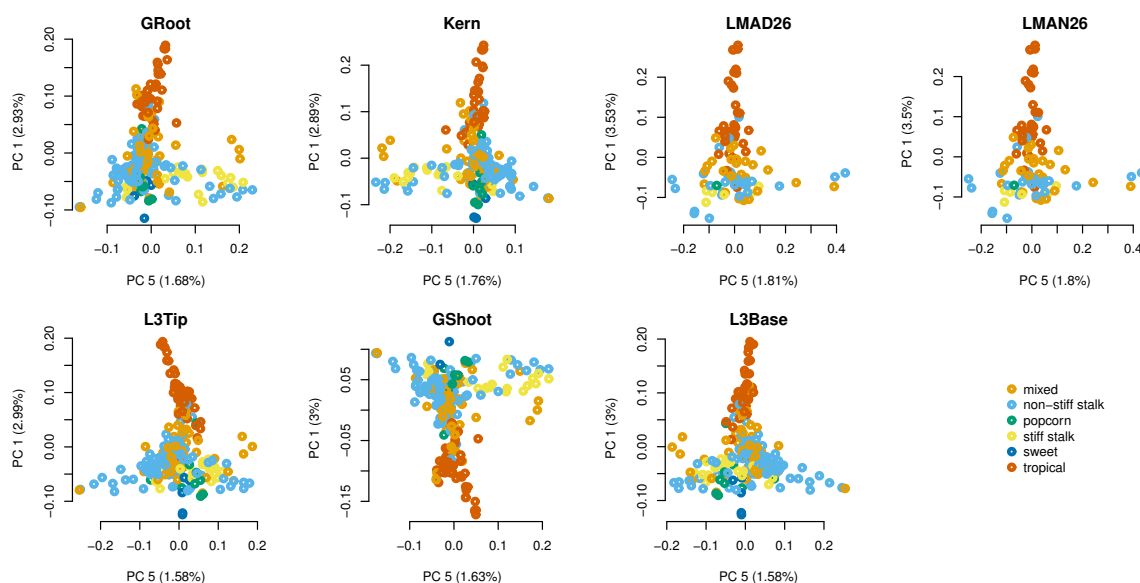 GRoot
PC 1 (2.93%)
0.20
0.10
0.00
−0.10
−0.1 0.0 0.1 0.2
PC 5 (1.68%)
Kern
PC 1 (2.89%)
0.2
0.1
0.0
−0.1
−0.2 −0.1 0.0 0.1
PC 5 (1.76%)
LMAD26
PC 1 (3.53%)
0.2
0.1
0.0
−0.1
−0.2 0.0 0.2 0.4
PC 5 (1.81%)
LMAN26
PC 1 (3.5%)
0.2
0.1
0.0
−0.1
−0.2 0.0 0.2 0.4
PC 5 (1.8%)
L3Tip
PC 1 (2.99%)
0.20
0.10
0.00
−0.10
−0.2 −0.1 0.0 0.1 0.2
PC 5 (1.58%)
GShoot
PC 1 (3%)
0.05
−0.05
−0.15
−0.1 0.0 0.1 0.2
PC 5 (1.63%)
L3Base
PC 1 (3%)
0.20
0.10
0.00
−0.10
−0.2 −0.1 0.0 0.1 0.2
PC 5 (1.58%)
mixed
non−stiff stalk
popcorn
stiff stalk
sweet
tropical